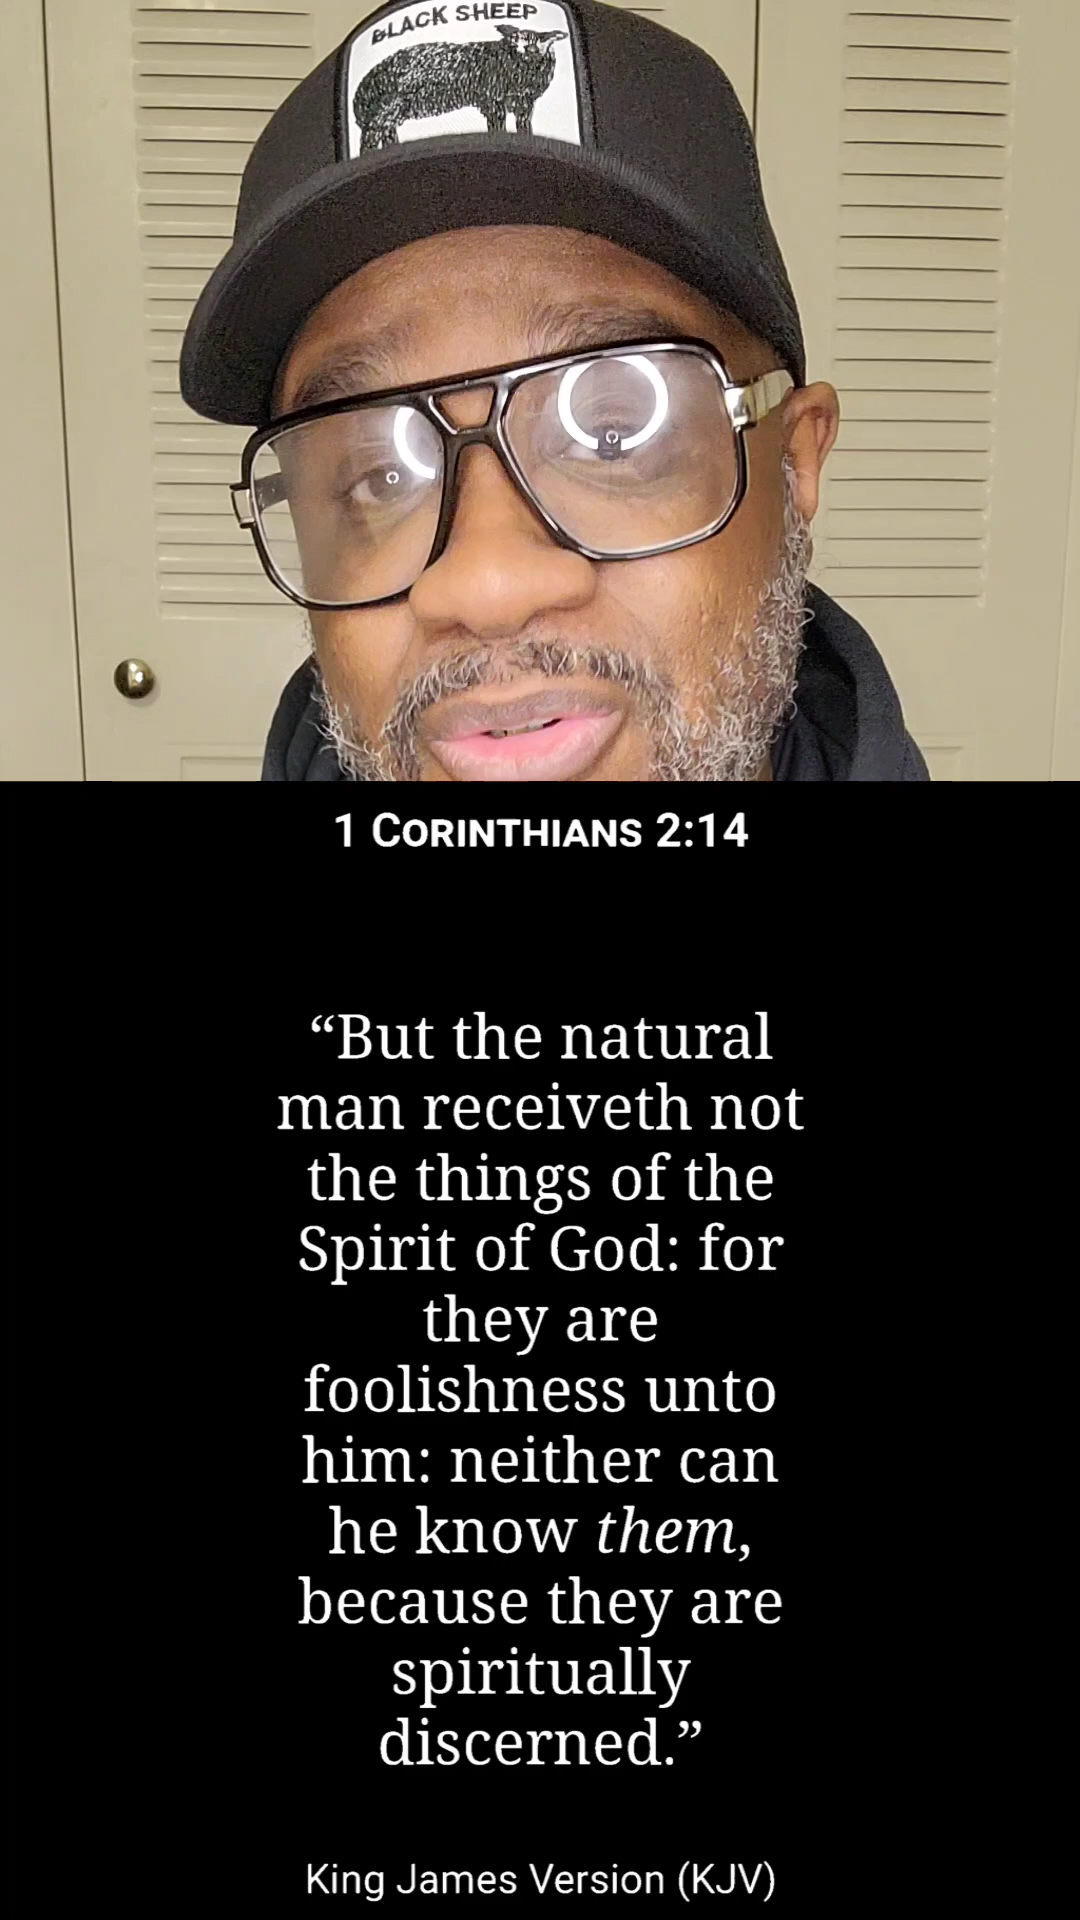 BLACK SHEEP
1 CORINTHIANS 2:14
“But the natural
man receiveth not
the things of the
Spirit of God: for
they are
foolishness unto
him: neither can
he know them,
because they are
spiritually
discerned.”
King James Version (KJV)